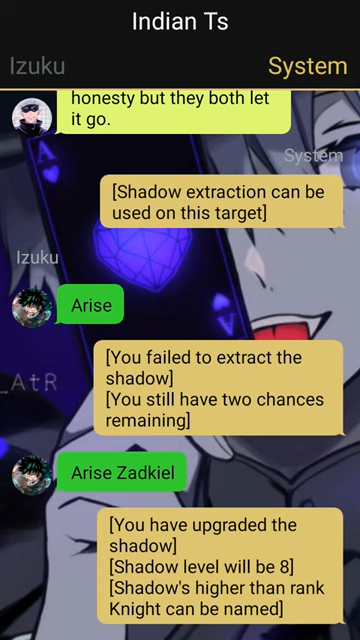 Indian Ts
Izuku
System
honesty but they both let
it go.
System
[Shadow extraction can be
used on this target]
Izuku
Arise
[You failed to extract the
shadow]
[You still have two chances
remaining]
_AtR
Arise Zadkiel
[You have upgraded the
shadow]
[Shadow level will be 8]
[Shadow's higher than rank
Knight can be named]
A
A